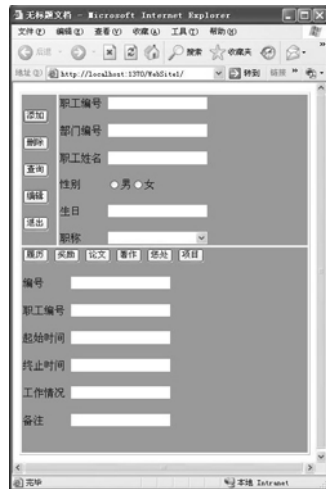 无标题文档 - Microsoft Internet Explorer
文件(F) 编辑(E) 查看(V) 收藏(A) 工具(T) 帮助(H)
后退 搜索 收藏夹
地址(D) http://localhost:1370/WebSite1/ 转到 链接
添加
删除
查询
编辑
退出
职工编号
部门编号
职工姓名
性别 男 女
生日
职称
履历 奖励 论文 著作 惩处 项目
编号
职工编号
起始时间
终止时间
工作情况
备注
完毕 本地 Intranet